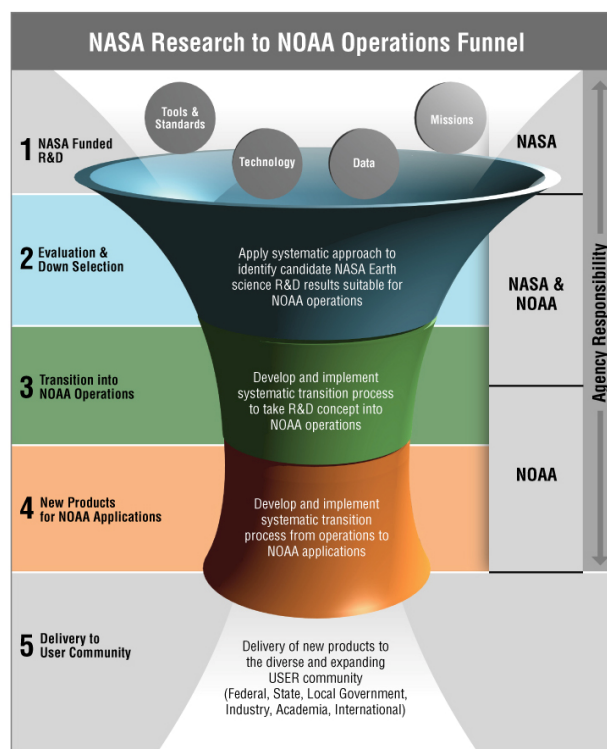 NASA Research to NOAA Operations Funnel
Tools &
Standards
Technology
Data
Missions
1 NASA Funded
R&D
NASA
2 Evaluation &
Down Selection
Apply systematic approach to
identify candidate NASA Earth
science R&D results suitable for
NOAA operations
NASA &
NOAA
Agency Responsibility
3 Transition into
NOAA Operations
Develop and implement
systematic transition process
to take R&D concept into
NOAA operations
NOAA
4 New Products
for NOAA Applications
Develop and implement
systematic transition
process from operations to
NOAA applications
5 Delivery to
User Community
Delivery of new products to
the diverse and expanding
USER community
(Federal, State, Local Government,
Industry, Academia, International)